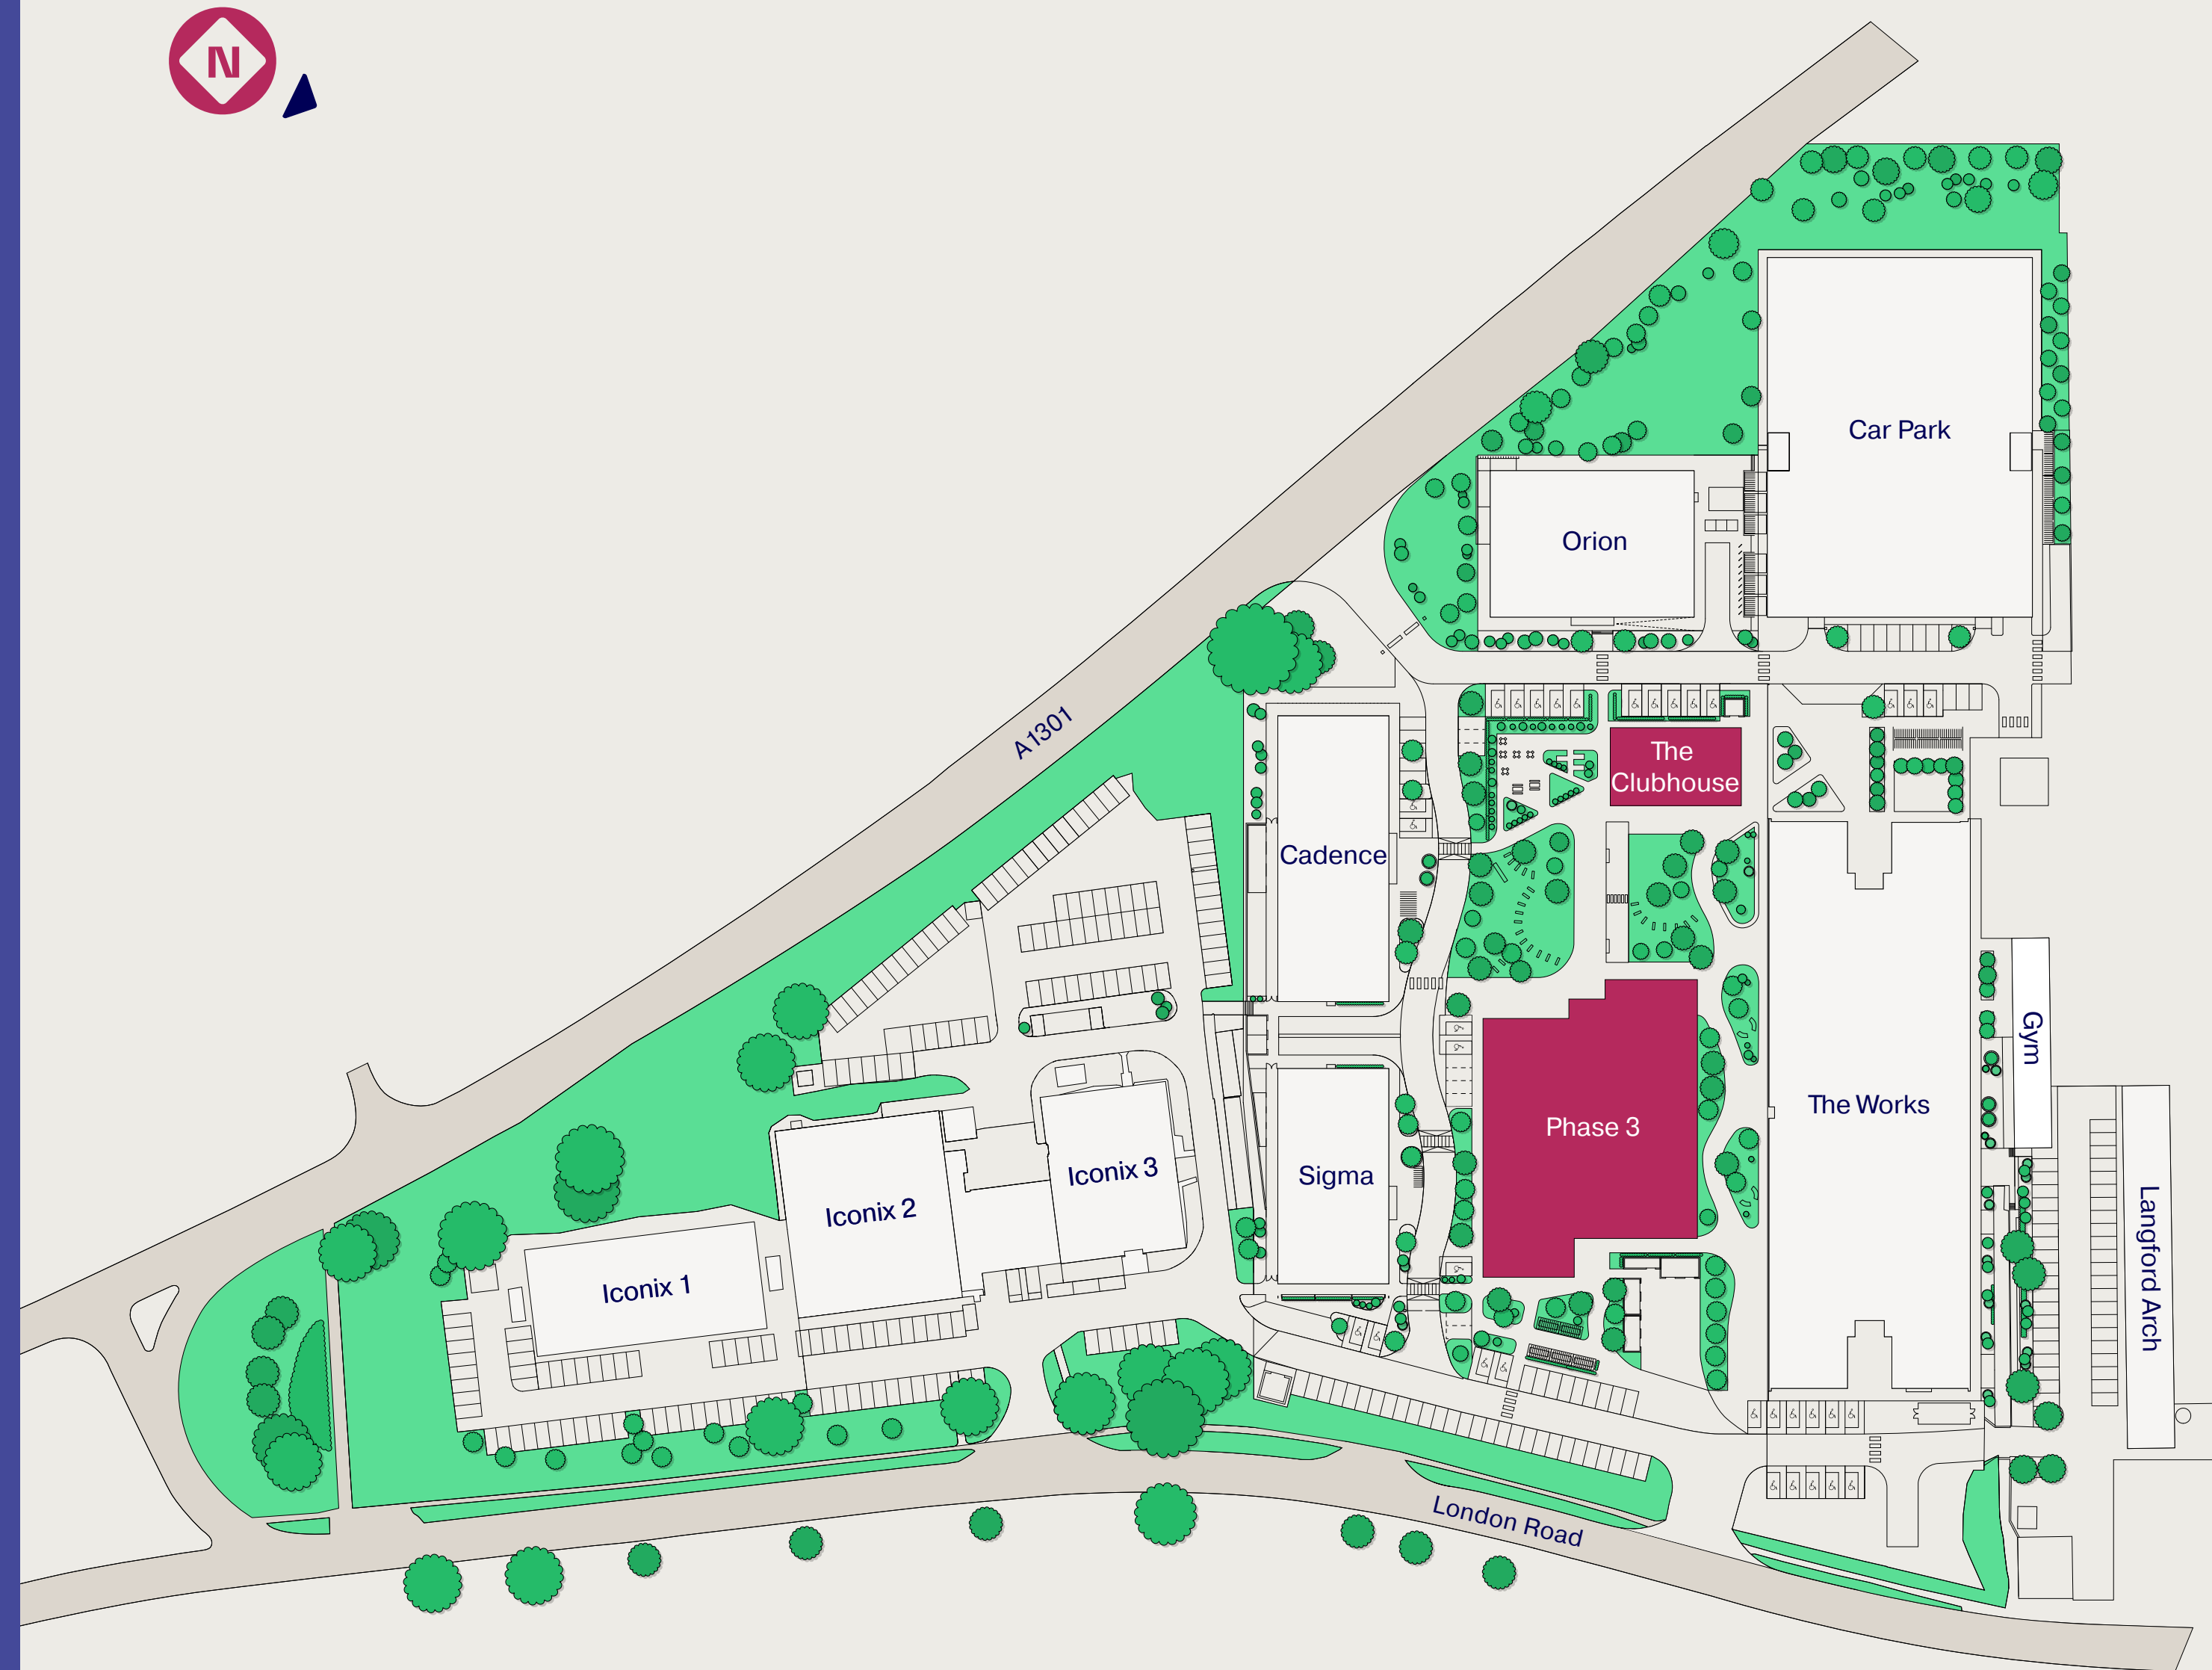 N
Car Park
Orion
A1301
The
Clubhouse
Cadence
Gym
The Works
Phase 3
Iconix 3
Sigma
Iconix 2
Langford Arch
Iconix 1
London Road